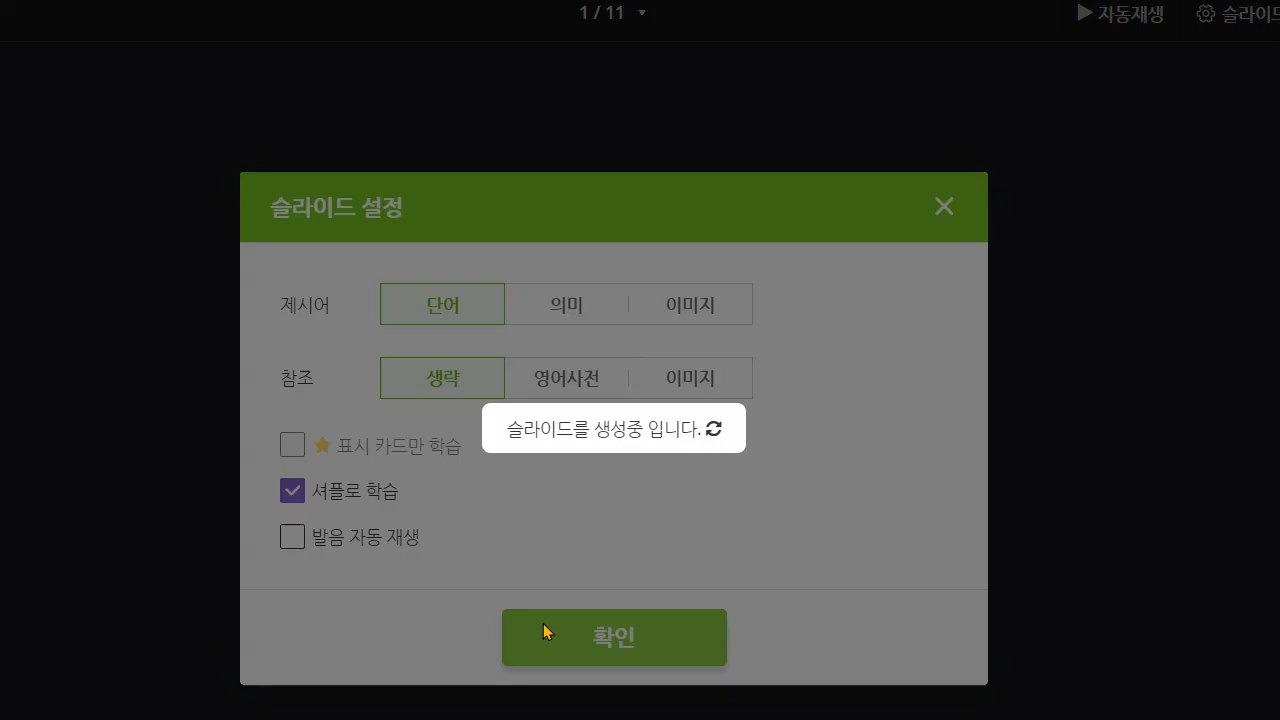 1 / 11
자동재생
슬라이드
슬라이드 설정
제시어
단어
의미
이미지
참조
생략
영어사전
이미지
슬라이드를 생성중 입니다.
표시 카드만 학습
셔플로 학습
발음 자동 재생
확인